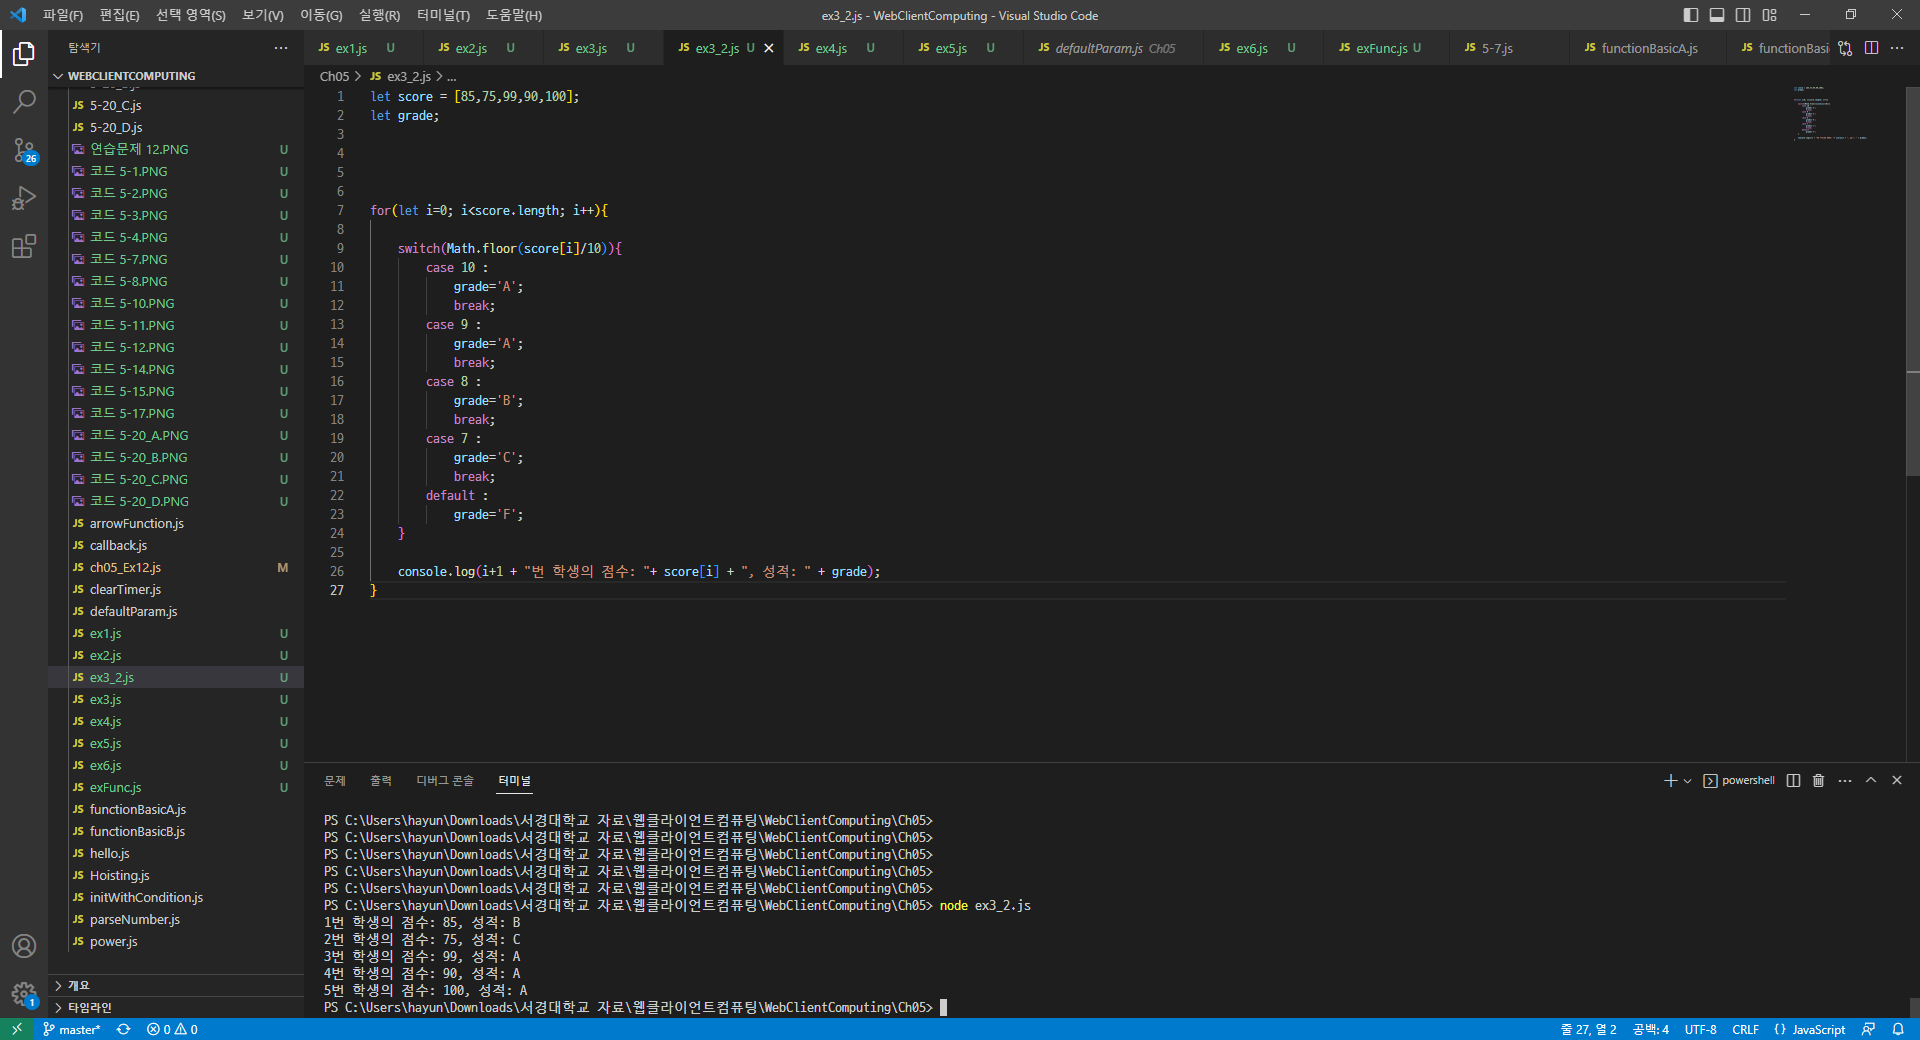 파일(F) 편집(E) 선택 영역(S) 보기(V) 이동(G) 실행(R) 터미널(T) 도움말(H) ex3_2.js - WebClientComputing - Visual Studio Code
탐색기
JS ex1.js U JS ex2.js U JS ex3.js U JS ex3_2.js U JS ex4.js U JS ex5.js U JS defaultParam.js Ch05 JS ex6.js U JS exFunc.js U JS 5-7.js JS functionBasicA.js JS functionBasi
WEBCLIENTCOMPUTING
JS 5-20_C.js
JS 5-20_D.js
연습문제 12.PNG U
코드 5-1.PNG U
코드 5-2.PNG U
코드 5-3.PNG U
코드 5-4.PNG U
코드 5-7.PNG U
코드 5-8.PNG U
코드 5-10.PNG U
코드 5-11.PNG U
코드 5-12.PNG U
코드 5-14.PNG U
코드 5-15.PNG U
코드 5-17.PNG U
코드 5-20_A.PNG U
코드 5-20_B.PNG U
코드 5-20_C.PNG U
코드 5-20_D.PNG U
JS arrowFunction.js
JS callback.js
JS ch05_Ex12.js M
JS clearTimer.js
JS defaultParam.js
JS ex1.js U
JS ex2.js U
JS ex3_2.js U
JS ex3.js U
JS ex4.js U
JS ex5.js U
JS ex6.js U
JS exFunc.js U
JS functionBasicA.js
JS functionBasicB.js
JS hello.js
JS Hoisting.js
JS initWithCondition.js
JS parseNumber.js
JS power.js
개요
타임라인
26
1
Ch05 > JS ex3_2.js > ...
1 let score = [85,75,99,90,100];
2 let grade;
3
4
5
6
7 for(let i=0; i<score.length; i++){
8
9 switch(Math.floor(score[i]/10)){
10 case 10 :
11 grade='A';
12 break;
13 case 9 :
14 grade='A';
15 break;
16 case 8 :
17 grade='B';
18 break;
19 case 7 :
20 grade='C';
21 break;
22 default :
23 grade='F';
24 }
25
26 console.log(i+1 + "번 학생의 점수: "+ score[i] + ", 성적: " + grade);
27 }
문제 출력 디버그 콘솔 터미널 powershell
PS C:\Users\hayun\Downloads\서경대학교 자료\웹클라이언트컴퓨팅\WebClientComputing\Ch05>
PS C:\Users\hayun\Downloads\서경대학교 자료\웹클라이언트컴퓨팅\WebClientComputing\Ch05>
PS C:\Users\hayun\Downloads\서경대학교 자료\웹클라이언트컴퓨팅\WebClientComputing\Ch05>
PS C:\Users\hayun\Downloads\서경대학교 자료\웹클라이언트컴퓨팅\WebClientComputing\Ch05>
PS C:\Users\hayun\Downloads\서경대학교 자료\웹클라이언트컴퓨팅\WebClientComputing\Ch05>
PS C:\Users\hayun\Downloads\서경대학교 자료\웹클라이언트컴퓨팅\WebClientComputing\Ch05> node ex3_2.js
1번 학생의 점수: 85, 성적: B
2번 학생의 점수: 75, 성적: C
3번 학생의 점수: 99, 성적: A
4번 학생의 점수: 90, 성적: A
5번 학생의 점수: 100, 성적: A
PS C:\Users\hayun\Downloads\서경대학교 자료\웹클라이언트컴퓨팅\WebClientComputing\Ch05>
master* 0 0 줄 27, 열 2 공백: 4 UTF-8 CRLF {} JavaScript